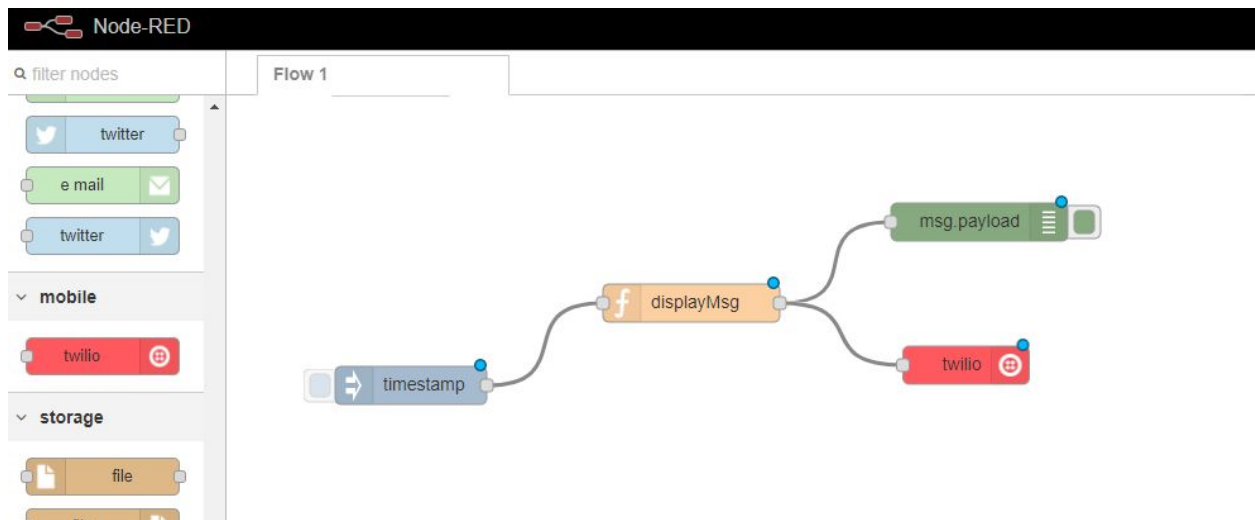 Node-RED
filter nodes
Flow 1
twitter
e mail
twitter
mobile
twilio
storage
file
timestamp
displayMsg
msg.payload
twilio